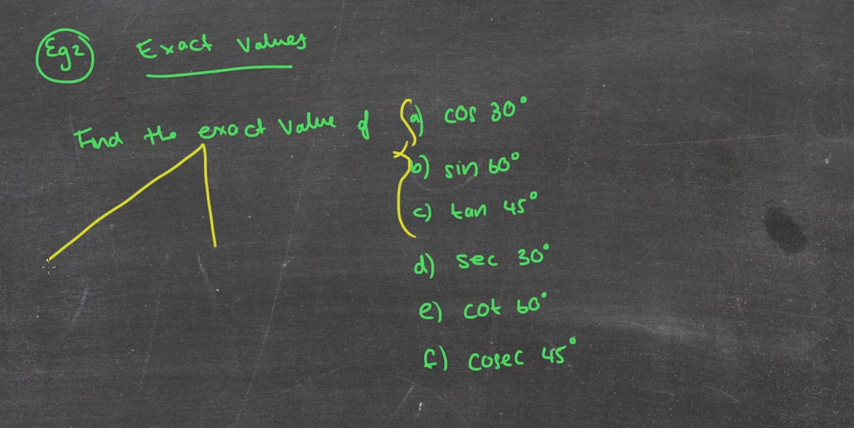 Eg2 Exact Values
Find the exact value of a) cos 30°
b) sin 60°
c) tan 45°
d) sec 30°
e) cot 60°
f) cosec 45°